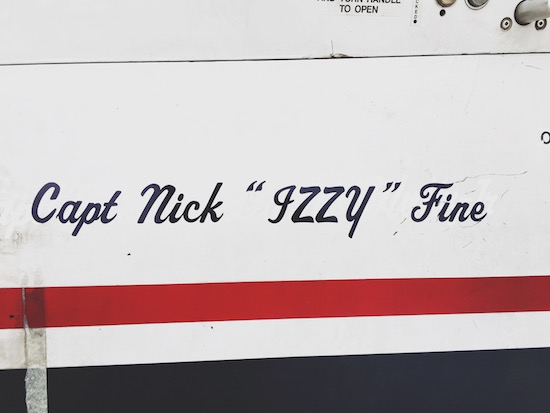 TO OPEN
Capt Nick “IZZY” Fine